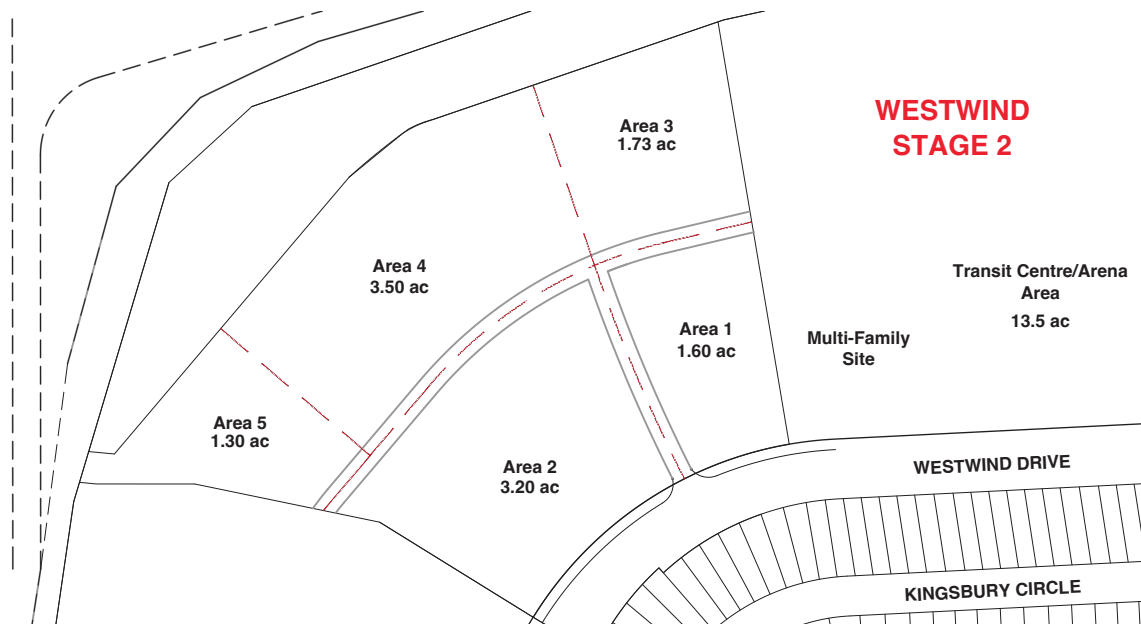 WESTWIND
STAGE 2
Area 3
1.73 ac
Area 4
3.50 ac
Transit Centre/Arena
Area
13.5 ac
Area 1
1.60 ac
Multi-Family
Site
Area 5
1.30 ac
Area 2
3.20 ac
WESTWIND DRIVE
KINGSBURY CIRCLE